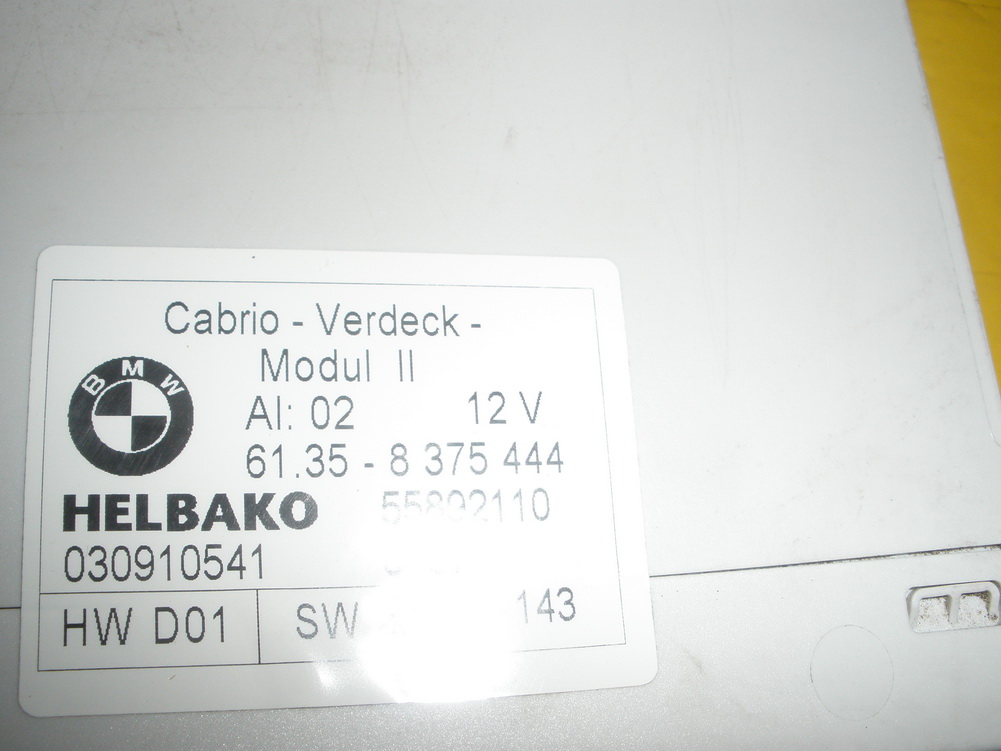 Cabrio - Verdeck -
Modul II
BMW
AI: 02 12 V
61.35 - 8 375 444
HELBAKO 55892110
030910541
HW D01 SW 143